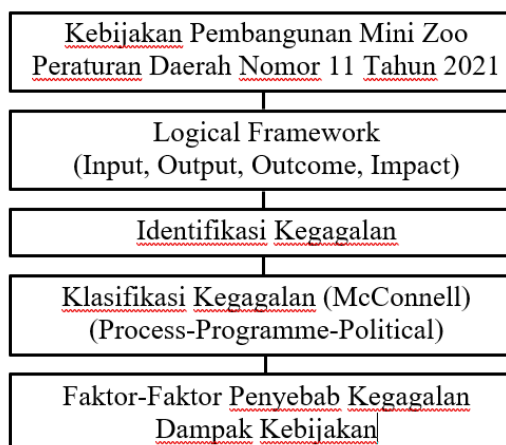 Kebijakan Pembangunan Mini Zoo
Peraturan Daerah Nomor 11 Tahun 2021
Logical Framework
(Input, Output, Outcome, Impact)
Identifikasi Kegagalan
Klasifikasi Kegagalan (McConnell)
(Process-Programme-Political)
Faktor-Faktor Penyebab Kegagalan
Dampak Kebijakan